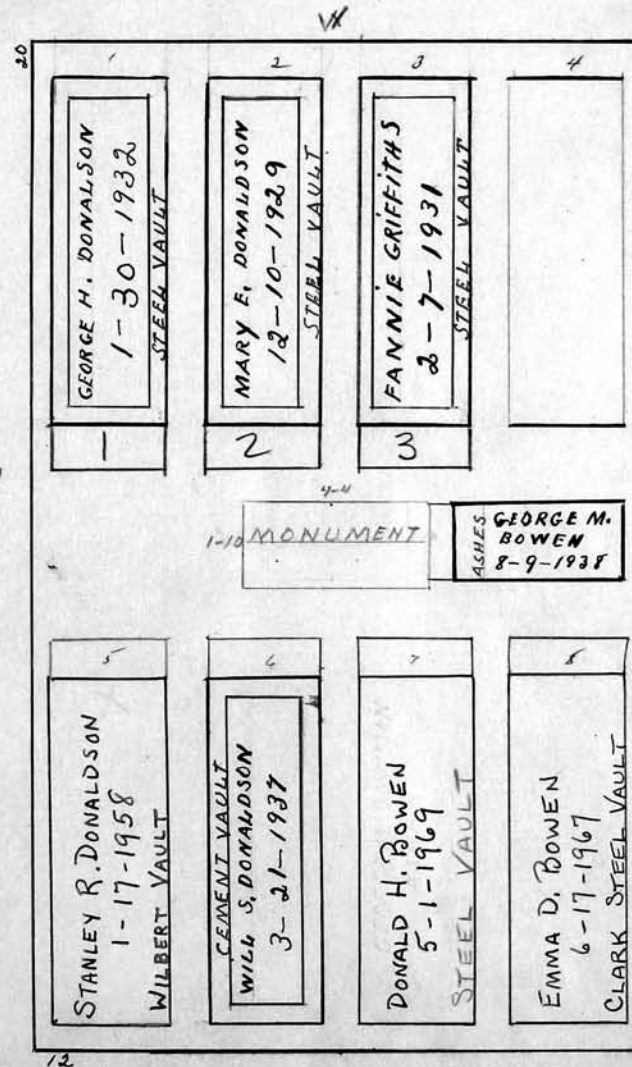 W
20
1
GEORGE H. DONALSON
1-30-1932
STEEL VAULT
1
2
MARY E. DONALDSON
12-10-1929
STEEL VAULT
2
3
FANNIE GRIFFITHS
2-7-1931
STEEL VAULT
3
4
4-4
1-10 MONUMENT
ASHES
GEORGE M.
BOWEN
8-9-1938
5
STANLEY R. DONALDSON
1-17-1958
WILBERT VAULT
6
CEMENT VAULT
WILL S. DONALDSON
3-21-1937
7
DONALD H. BOWEN
5-1-1969
STEEL VAULT
8
EMMA D. BOWEN
6-17-1967
CLARK STEEL VAULT
12